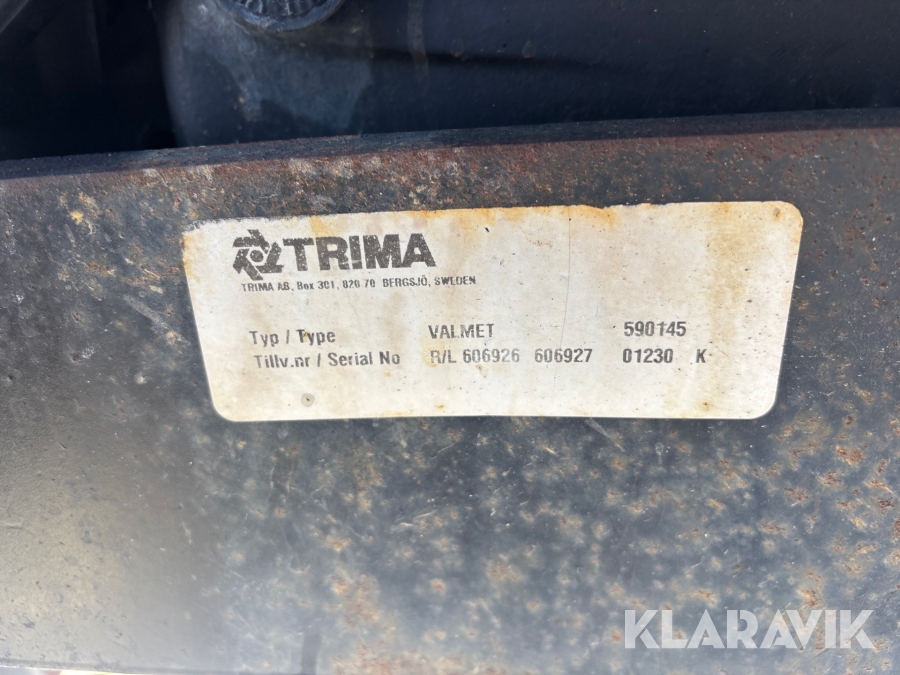 TRIMA
TRIMA AB, Box 301, 820 70 BERGSJÖ, SWEDEN
Typ / Type VALMET 590145
Tillv.nr / Serial No R/L 606926 606927 01230 K
KLARAVIK